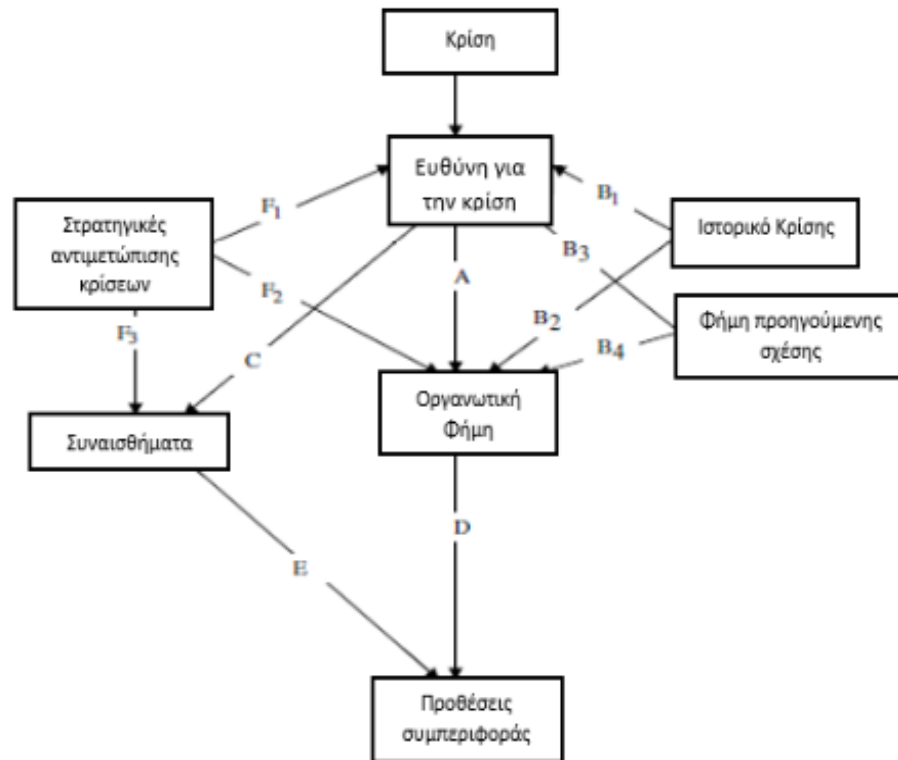 Κρίση
Ευθύνη για
την κρίση
F1
B1
Στρατηγικές
αντιμετώπισης
κρίσεων
Ιστορικό Κρίσης
B3
F2
A
B2
Φήμη προηγούμενης
σχέσης
F3
C
B4
Οργανωτική
Φήμη
Συναισθήματα
D
E
Προθέσεις
συμπεριφοράς